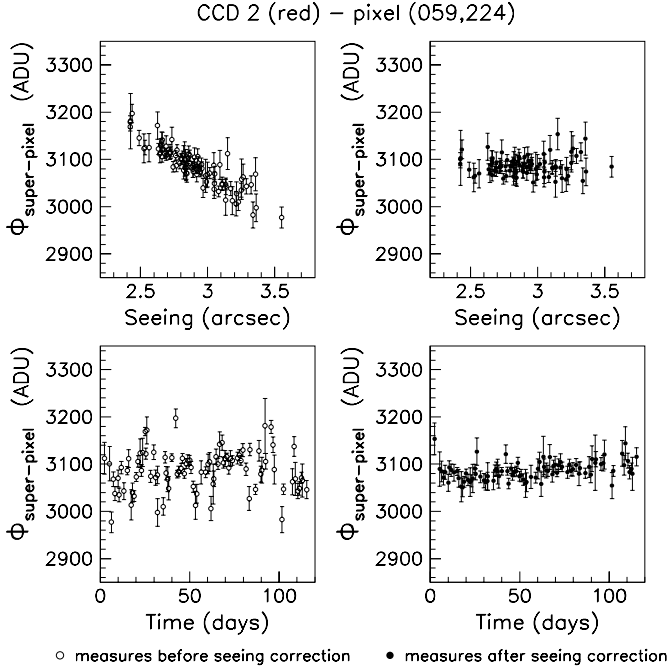 CCD 2 (red) – pixel (059,224)
ϕsuper–pixel (ADU)
3300
3200
3100
3000
2900
2.5 3 3.5
Seeing (arcsec)
ϕsuper–pixel (ADU)
3300
3200
3100
3000
2900
2.5 3 3.5
Seeing (arcsec)
ϕsuper–pixel (ADU)
3300
3200
3100
3000
2900
0 50 100
Time (days)
ϕsuper–pixel (ADU)
3300
3200
3100
3000
2900
0 50 100
Time (days)
measures before seeing correction
measures after seeing correction